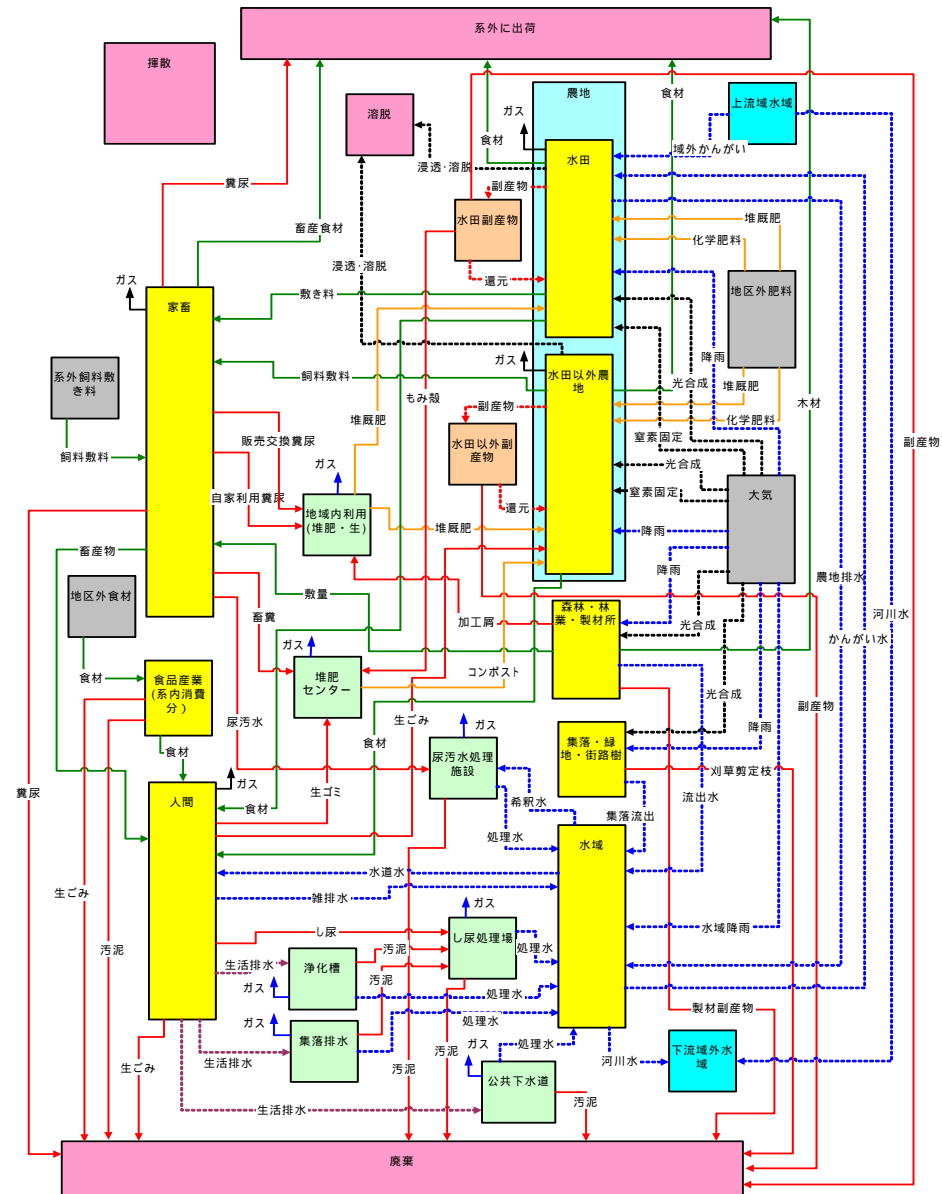 系外に出荷
揮散
溶脱
農地
上流域水域
ガス
食材
食材
水田
域外かんがい
浸透・溶脱
糞尿
副産物
水田副産物
堆厩肥
化学肥料
畜産食材
浸透・溶脱
還元
ガス
家畜
敷き料
地区外肥料
降雨
ガス
系外飼料敷
き料
飼料敷料
水田以外農
地
光合成
堆厩肥
もみ殻
木材
副産物
化学肥料
堆厩肥
販売交換糞尿
水田以外副
産物
窒素固定
副産物
飼料敷料
ガス
光合成
自家利用糞尿
窒素固定
大気
地域内利用
(堆肥・生)
還元
堆厩肥
降雨
畜産物
降雨
農地排水
地区外食材
敷量
森林・林
業・製材所
河川水
畜糞
加工屑
光合成
かんがい水
ガス
食材
食品産業
(系内消費
分)
堆肥
センター
コンポスト
光合成
尿汚水
生ごみ
ガス
降雨
副産物
食材
食材
尿汚水処理
施設
集落・緑
地・街路樹
刈草剪定枝
ガス
糞尿
人間
生ゴミ
食材
希釈水
流出水
集落流出
処理水
水域
水道水
生ごみ
雑排水
ガス
し尿
水域降雨
汚泥
汚泥
し尿処理場
処理水
生活排水
浄化槽
ガス
汚泥
処理水
製材副産物
ガス
集落排水
処理水
ガス
処理水
汚泥
生ごみ
生活排水
汚泥
河川水
下流域外水
域
公共下水道
生活排水
汚泥
廃棄